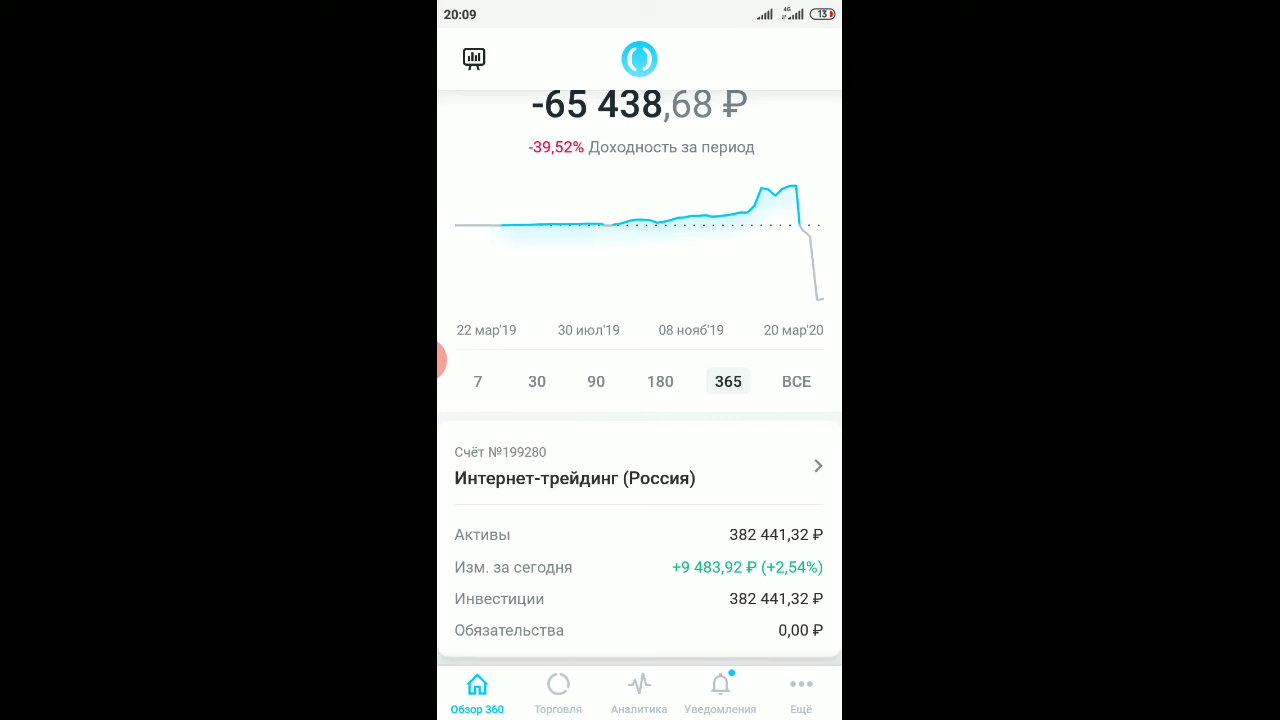 20:09
4G
13
-65 438,68 ₽
-39,52% Доходность за период
22 мар'19 30 июл'19 08 нояб'19 20 мар'20
7 30 90 180 365 ВСЕ
Счёт №199280
Интернет-трейдинг (Россия)
Активы 382 441,32 ₽
Изм. за сегодня +9 483,92 ₽ (+2,54%)
Инвестиции 382 441,32 ₽
Обязательства 0,00 ₽
Обзор 360 Торговля Аналитика Уведомления Ещё